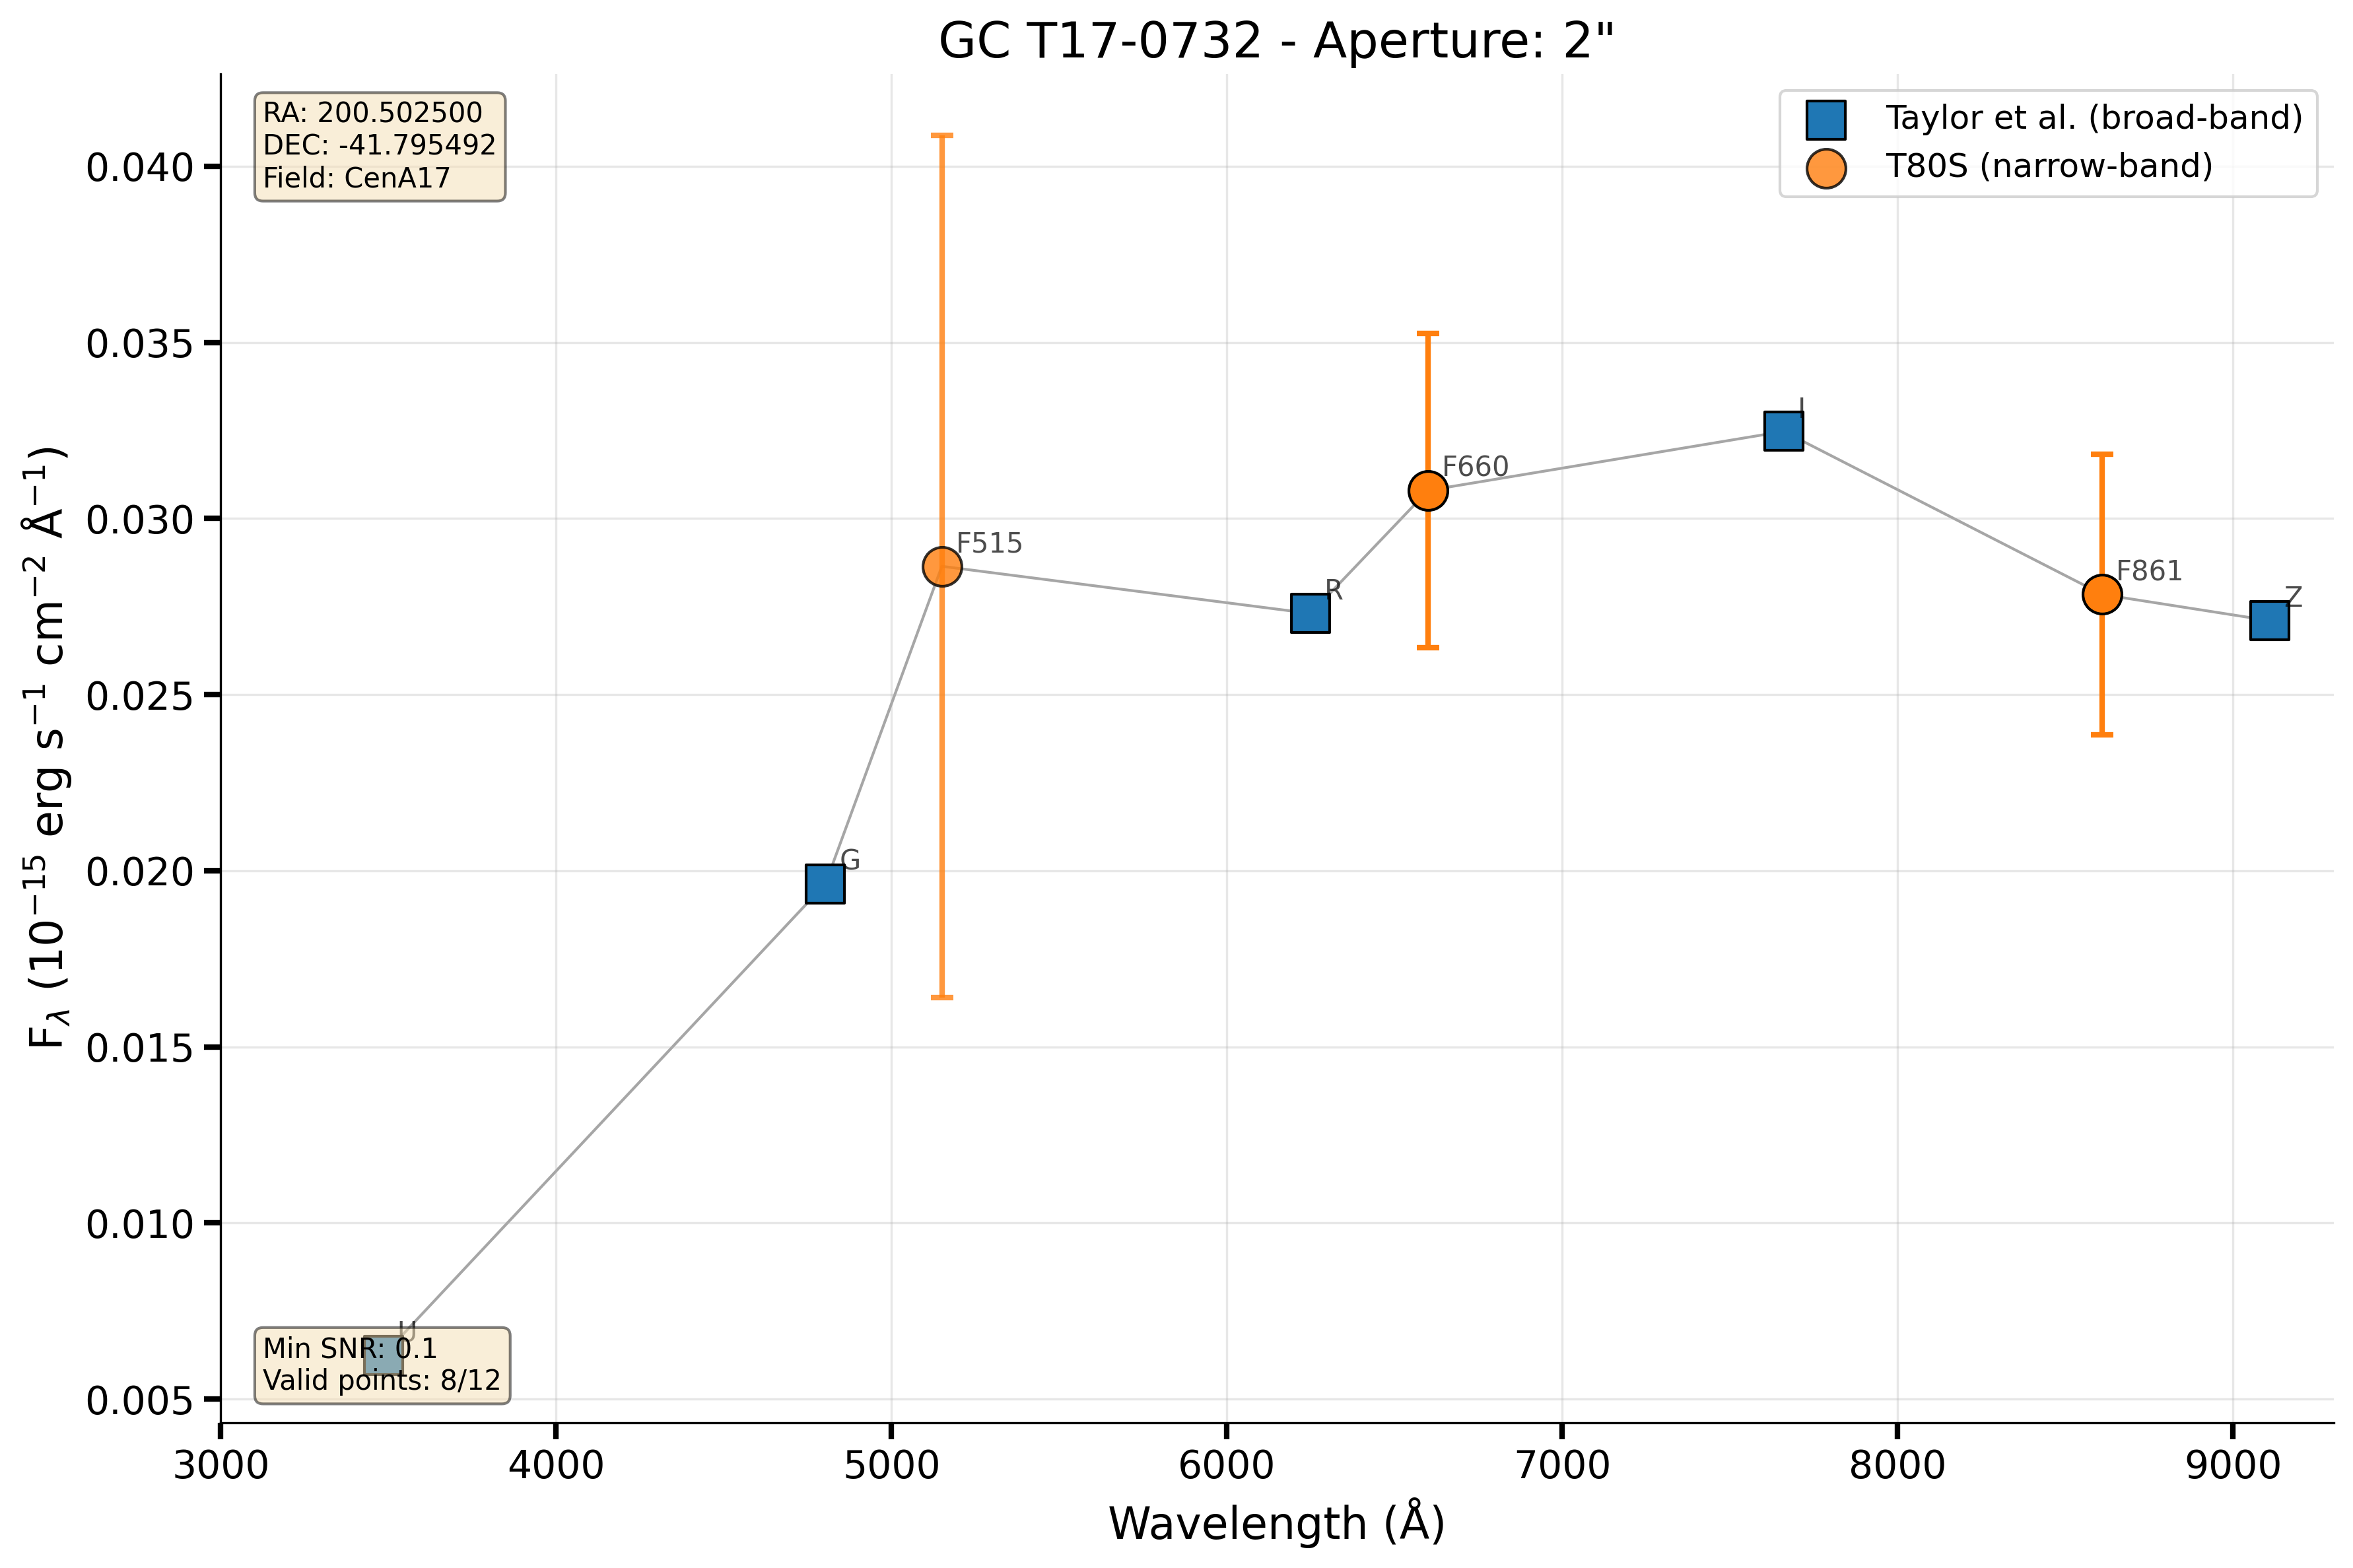 GC T17-0732 - Aperture: 2"
RA: 200.502500
DEC: -41.795492
Field: CenA17
Taylor et al. (broad-band)
T80S (narrow-band)
0.040
0.035
0.030
0.025
0.020
0.015
0.010
0.005
F_λ (10⁻¹⁵ erg s⁻¹ cm⁻² Å⁻¹)
U
G
F515
R
F660
I
F861
Z
Min SNR: 0.1
Valid points: 8/12
3000 4000 5000 6000 7000 8000 9000
Wavelength (Å)